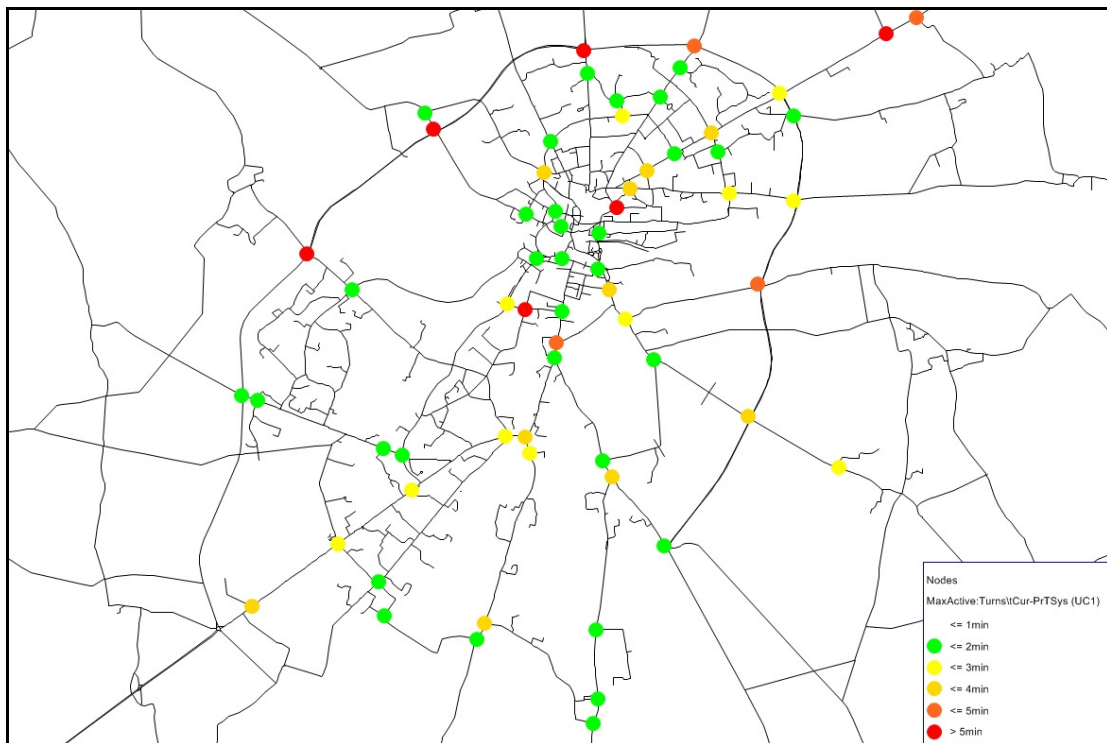 Nodes
MaxActive:Turns\tCur-PrTSys (UC1)
<= 1min
<= 2min
<= 3min
<= 4min
<= 5min
> 5min